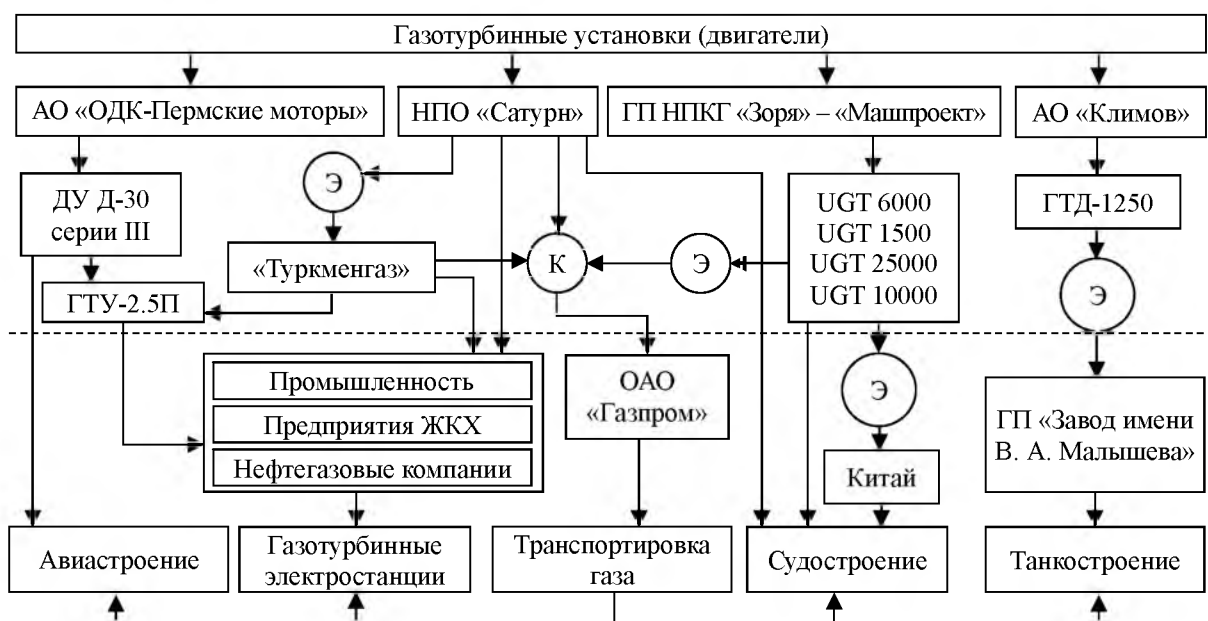 Газотурбинные установки (двигатели)
АО «ОДК-Пермские моторы»
НПО «Сатурн»
ГП НПКГ «Зоря» – «Машпроект»
АО «Климов»
ДУ Д-30
серии III
Э
UGT 6000
UGT 1500
UGT 25000
UGT 10000
ГТД-1250
«Туркменгаз»
К
Э
Э
ГТУ-2.5П
Промышленность
Предприятия ЖКХ
Нефтегазовые компании
ОАО
«Газпром»
Э
ГП «Завод имени
В. А. Малышева»
Китай
Авиастроение
Газотурбинные
электростанции
Транспортировка
газа
Судостроение
Танкостроение